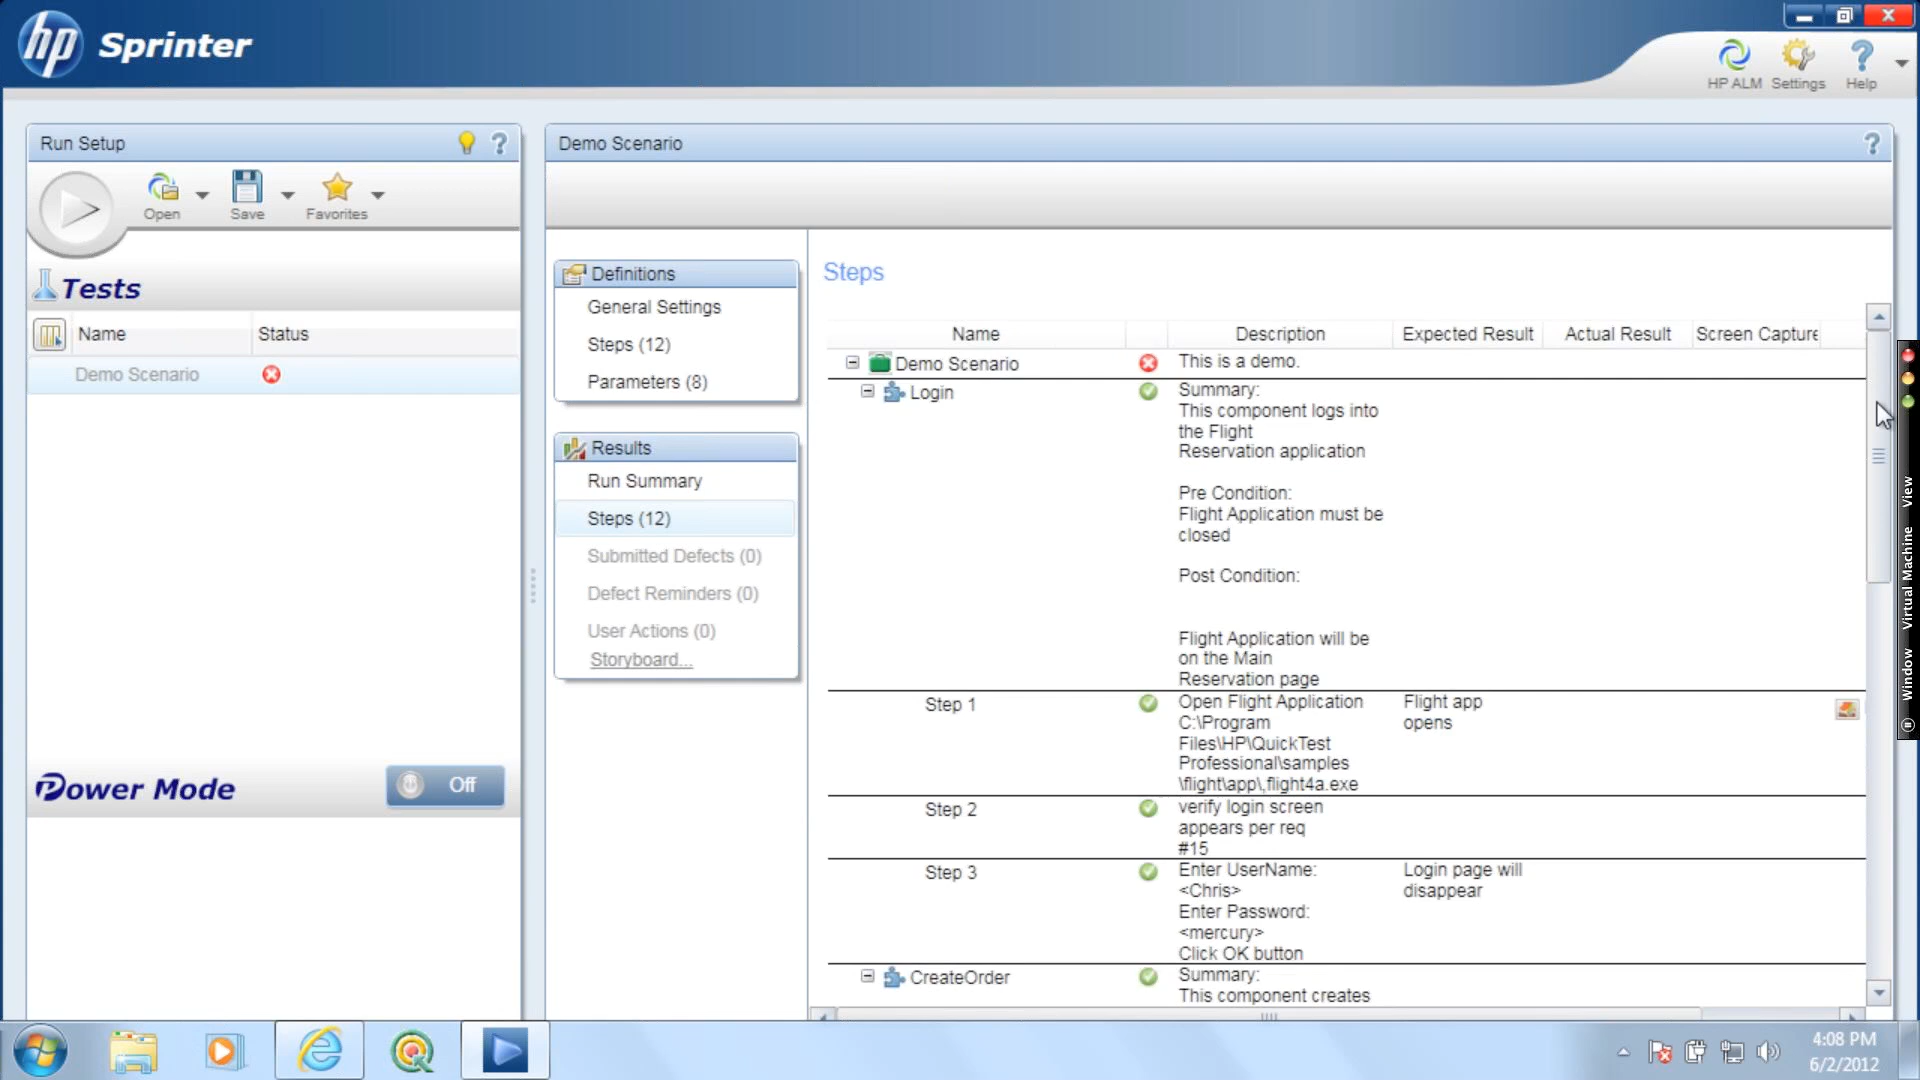 hp Sprinter
HP ALM Settings Help
Run Setup
Open Save Favorites
Tests
Name Status
Demo Scenario
Power Mode Off
Demo Scenario
Definitions
General Settings
Steps (12)
Parameters (8)
Results
Run Summary
Steps (12)
Submitted Defects (0)
Defect Reminders (0)
User Actions (0)
Storyboard...
Steps
Name Description Expected Result Actual Result Screen Capture
Demo Scenario This is a demo.
Login Summary:
This component logs into
the Flight
Reservation application
Pre Condition:
Flight Application must be
closed
Post Condition:
Flight Application will be
on the Main
Reservation page
Step 1 Open Flight Application Flight app
C:\Program opens
Files\HP\QuickTest
Professional\samples
\flight\app\,flight4a.exe
Step 2 verify login screen
appears per req
#15
Step 3 Enter UserName: Login page will
<Chris> disappear
Enter Password:
<mercury>
Click OK button
CreateOrder Summary:
This component creates
Window Virtual Machine View
4:08 PM
6/2/2012